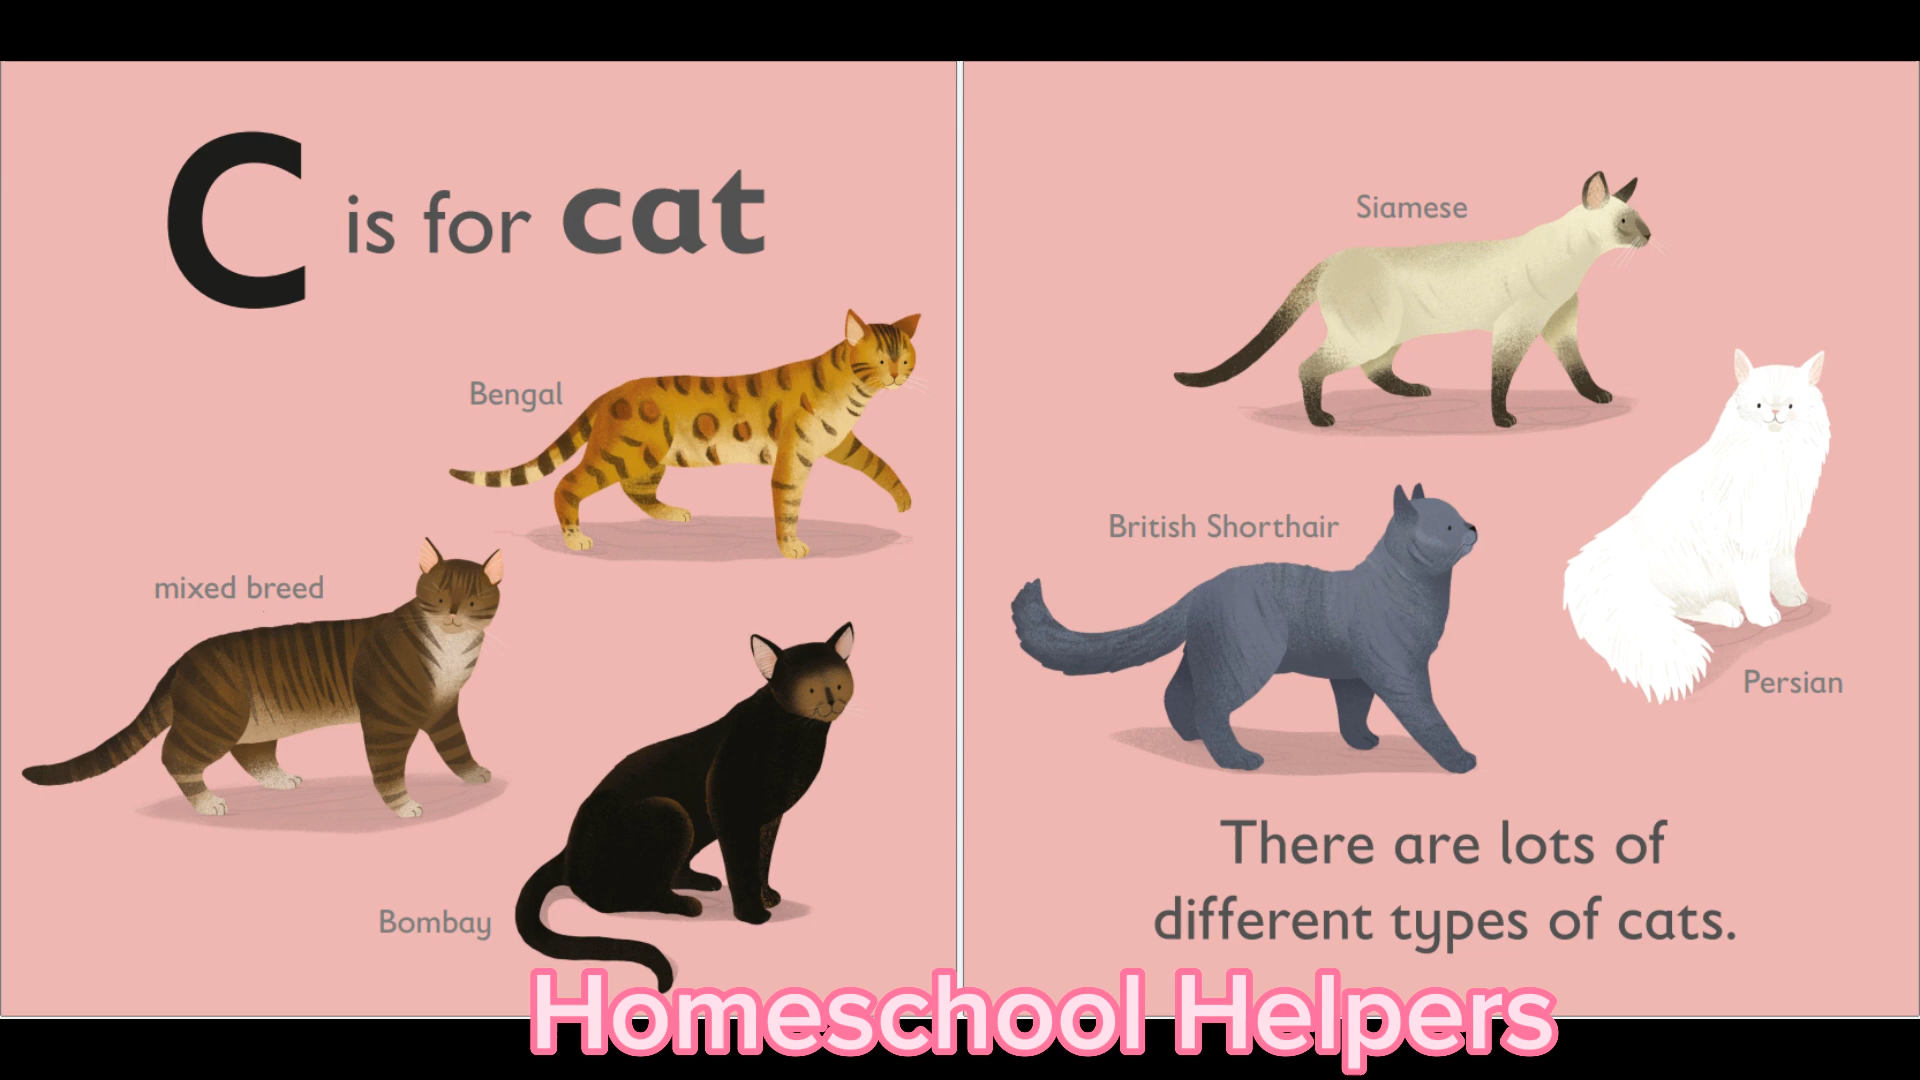 C is for cat
Bengal
mixed breed
Bombay
Siamese
British Shorthair
Persian
There are lots of
different types of cats.
Homeschool Helpers